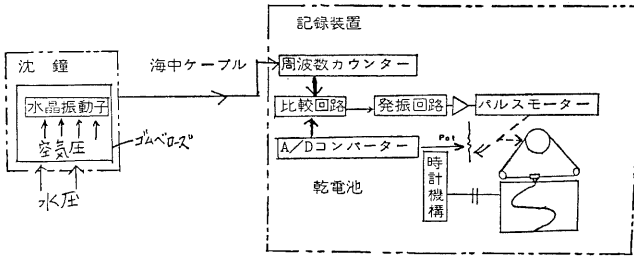 記録装置
沈鐘
海中ケーブル
周波数カウンター
水晶振動子
比較回路
発振回路
パルスモーター
空気圧
ゴムベローズ
A/Dコンバーター
Pot
時計機構
乾電池
水圧